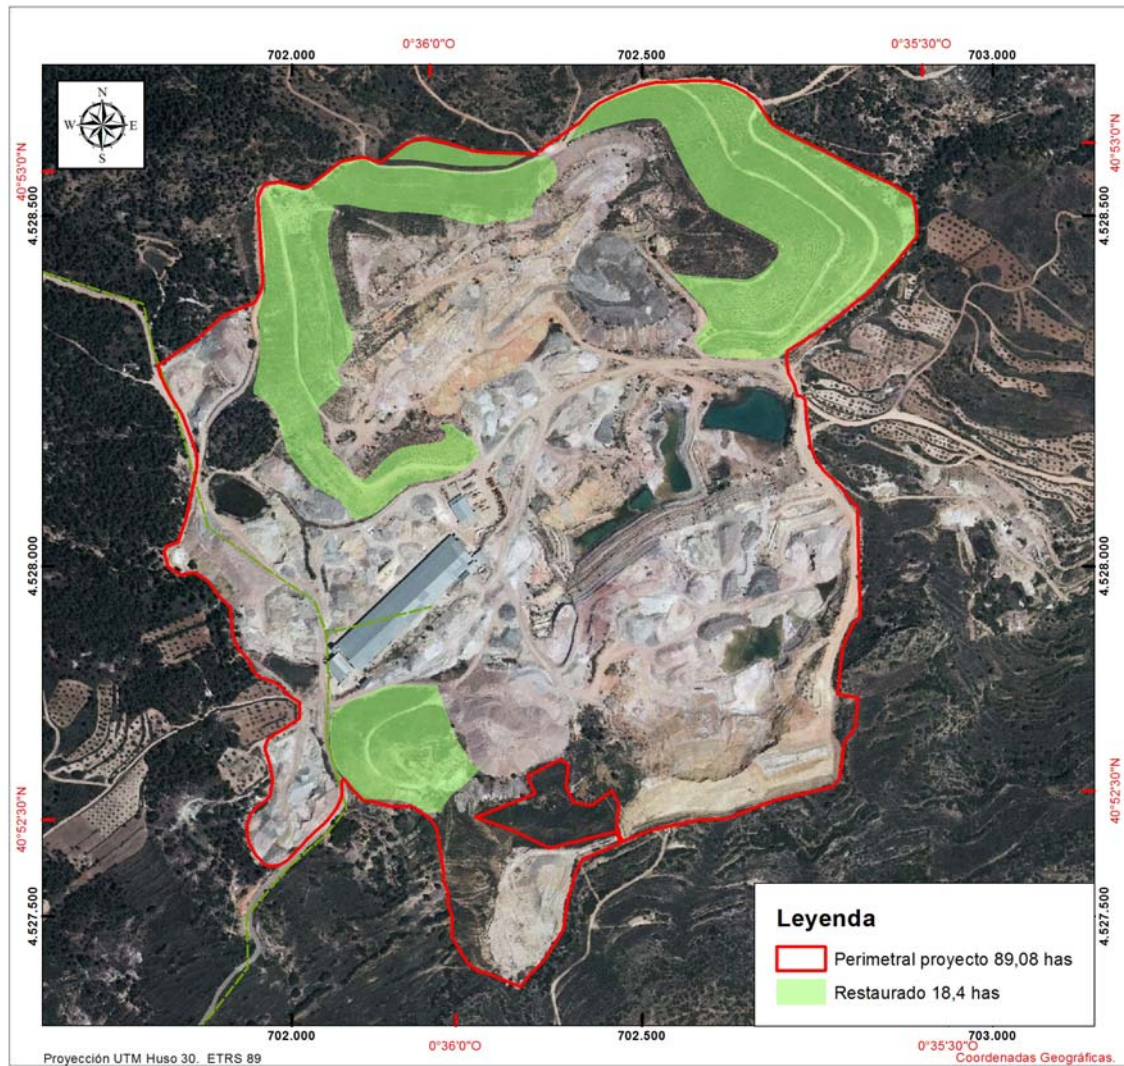 0°36'0"O
0°35'30"O
702.000
702.500
703.000
N
W E
S
40°53'0"N
40°53'0"N
4.528.500
4.528.500
4.528.000
4.528.000
40°52'30"N
40°52'30"N
4.527.500
4.527.500
Leyenda
Perimetral proyecto 89,08 has
Restaurado 18,4 has
702.000
702.500
703.000
0°36'0"O
0°35'30"O
Proyección UTM Huso 30. ETRS 89
Coordenadas Geográficas.